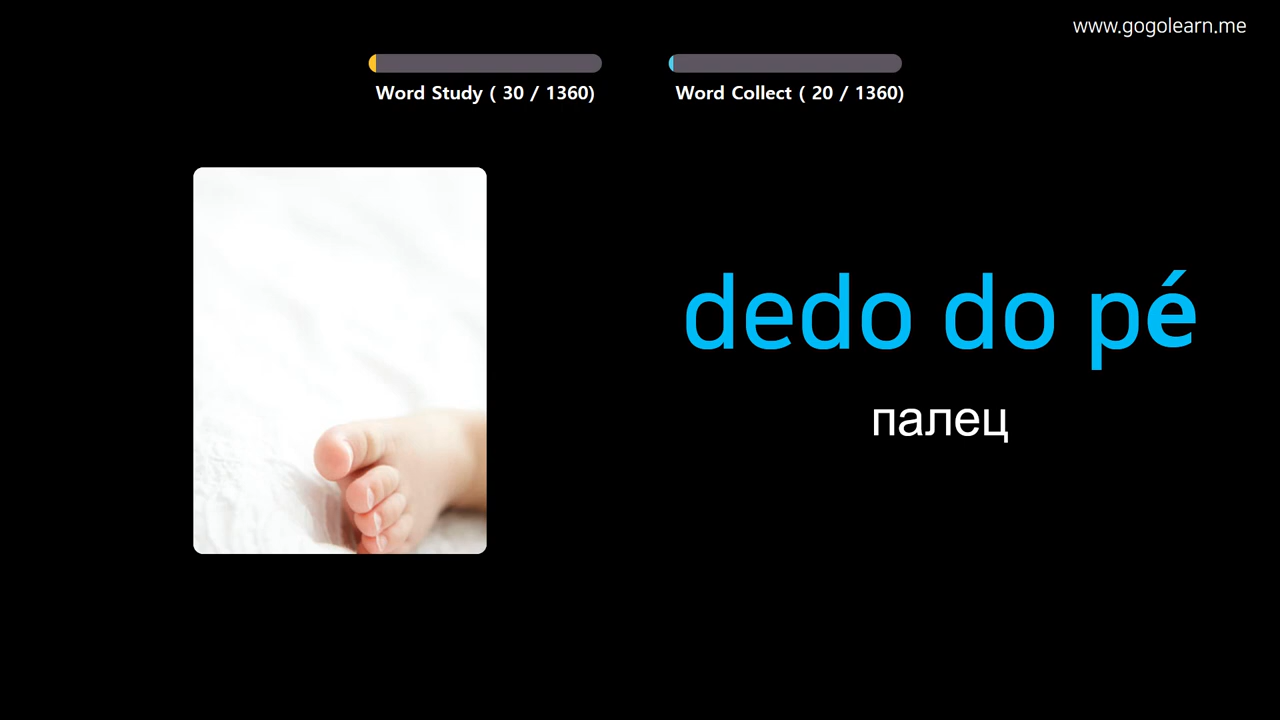 www.gogolearn.me
Word Study ( 30 / 1360)
Word Collect ( 20 / 1360)
dedo do pé
палец